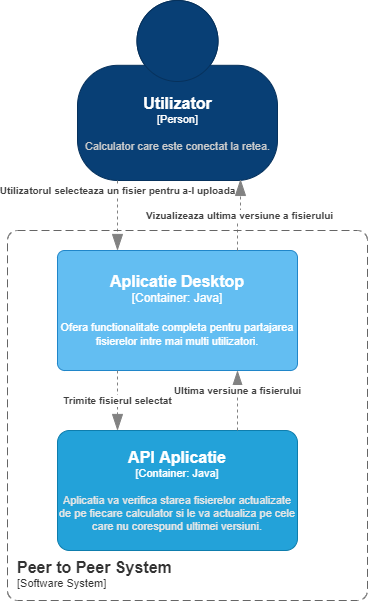 Utilizator
[Person]
Calculator care este conectat la retea.
Utilizatorul selecteaza un fisier pentru a-l uploada
Vizualizeaza ultima versiune a fisierului
Aplicatie Desktop
[Container: Java]
Ofera functionalitate completa pentru partajarea
fisierelor intre mai multi utilizatori.
Ultima versiune a fisierului
Trimite fisierul selectat
API Aplicatie
[Container: Java]
Aplicatia va verifica starea fisierelor actualizate
de pe fiecare calculator si le va actualiza pe cele
care nu corespund ultimei versiuni.
Peer to Peer System
[Software System]